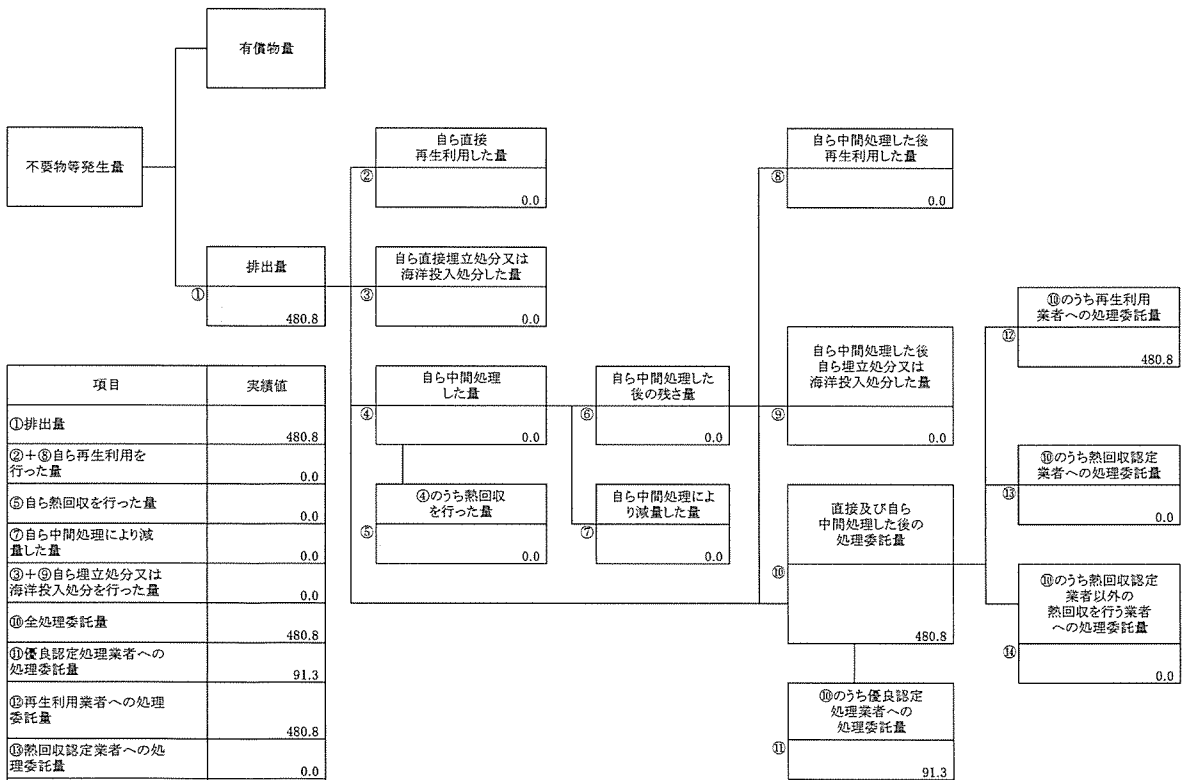 有償物量
不要物等発生量
排出量
①
480.8
自ら直接
再生利用した量
②
0.0
自ら直接埋立処分又は
海洋投入処分した量
③
0.0
自ら中間処理
した量
④
0.0
④のうち熱回収
を行った量
⑤
0.0
自ら中間処理した
後の残さ量
⑥
0.0
自ら中間処理によ
り減量した量
⑦
0.0
自ら中間処理した後
再生利用した量
⑧
0.0
自ら中間処理した後
自ら埋立処分又は
海洋投入処分した量
⑨
0.0
直接及び自ら
中間処理した後の
処理委託量
⑩
480.8
⑩のうち優良認定
処理業者への
処理委託量
⑪
91.3
⑩のうち再生利用
業者への処理委託量
⑫
480.8
⑩のうち熱回収認定
業者への処理委託量
⑬
0.0
⑩のうち熱回収認定
業者以外の
熱回収を行う業者
への処理委託量
⑭
0.0
項目 実績値
①排出量
480.8
②+⑧自ら再生利用を
行った量
0.0
⑤自ら熱回収を行った量
0.0
⑦自ら中間処理により減
量した量
0.0
③+⑨自ら埋立処分又は
海洋投入処分を行った量
0.0
⑩全処理委託量
480.8
⑪優良認定処理業者への
処理委託量
91.3
⑫再生利用業者への処理
委託量
480.8
⑬熱回収認定業者への処
理委託量
0.0